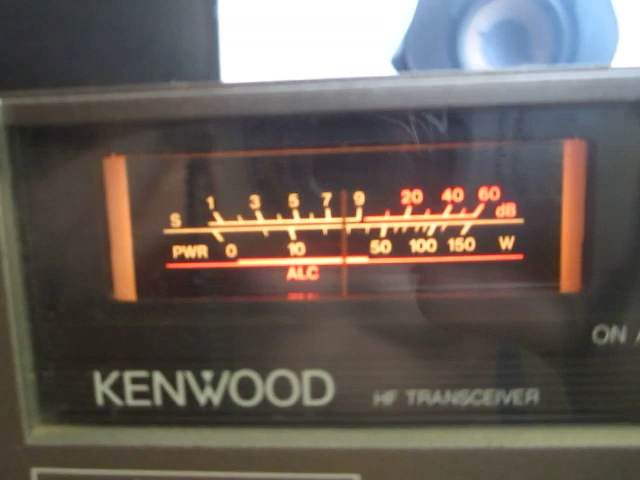 1 3 5 7 9 20 40 60
S dB
PWR 0 10 50 100 150 W
ALC
ON
KENWOOD HF TRANSCEIVER